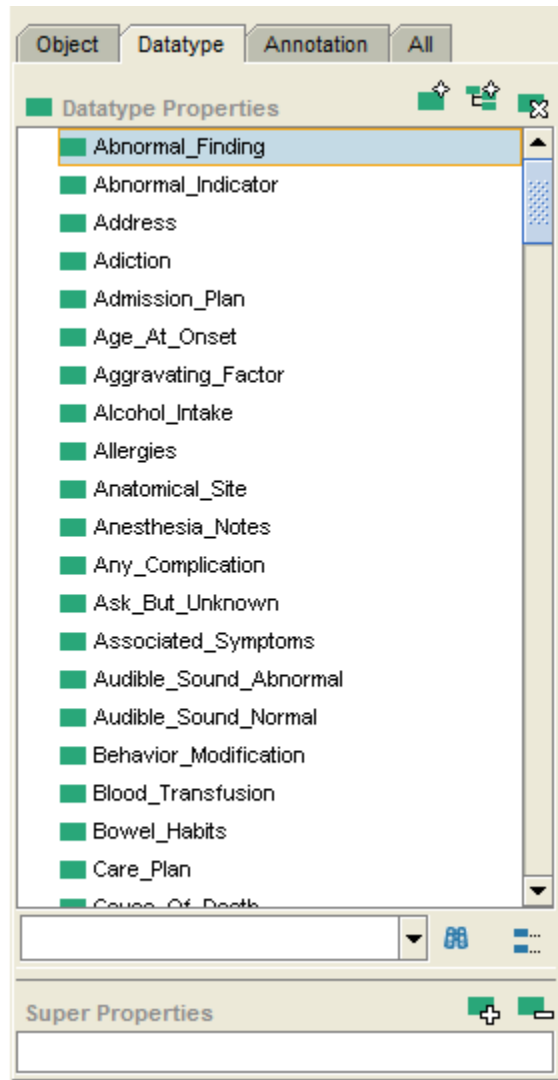 Object Datatype Annotation All
Datatype Properties
Abnormal_Finding
Abnormal_Indicator
Address
Adiction
Admission_Plan
Age_At_Onset
Aggravating_Factor
Alcohol_Intake
Allergies
Anatomical_Site
Anesthesia_Notes
Any_Complication
Ask_But_Unknown
Associated_Symptoms
Audible_Sound_Abnormal
Audible_Sound_Normal
Behavior_Modification
Blood_Transfusion
Bowel_Habits
Care_Plan
Cause_Of_Death
Super Properties